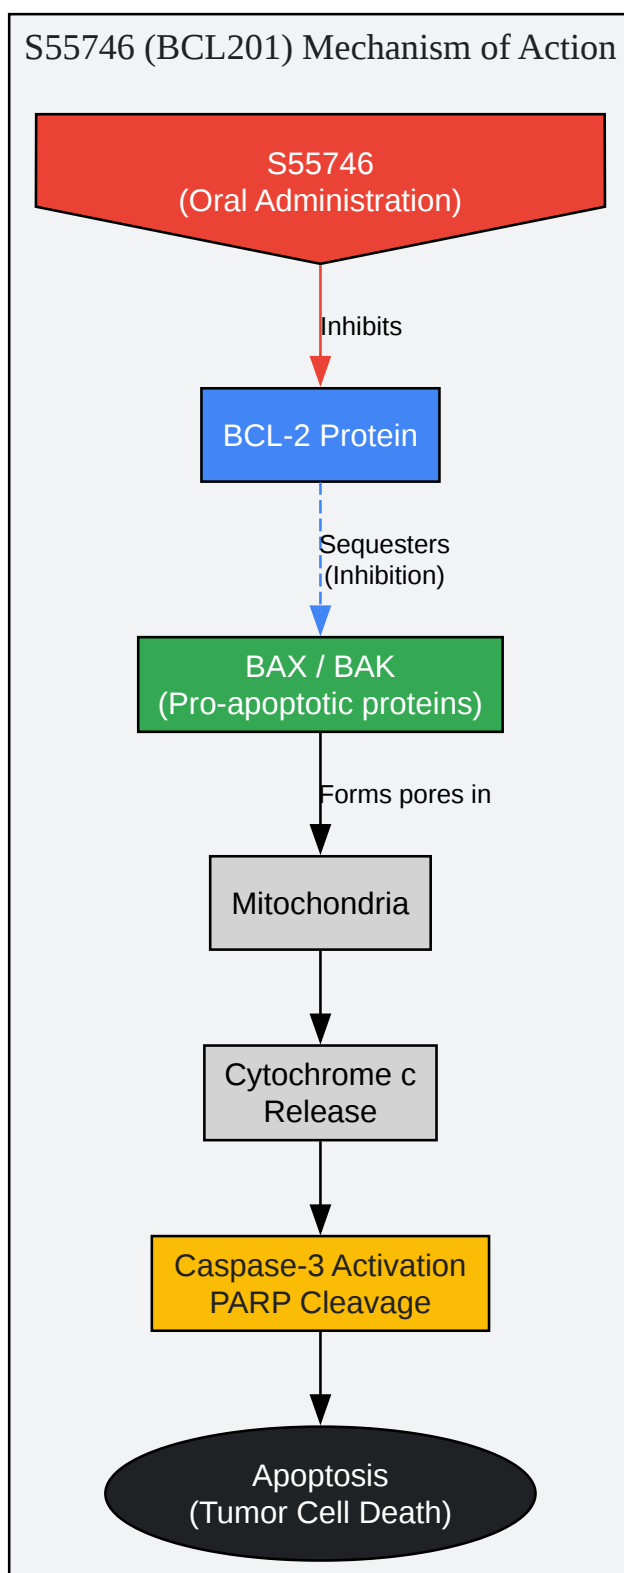 S55746 (BCL201) Mechanism of Action
S55746
(Oral Administration)
Inhibits
BCL-2 Protein
Sequesters
(Inhibition)
BAX / BAK
(Pro-apoptotic proteins)
Forms pores in
Mitochondria
Cytochrome c
Release
Caspase-3 Activation
PARP Cleavage
Apoptosis
(Tumor Cell Death)